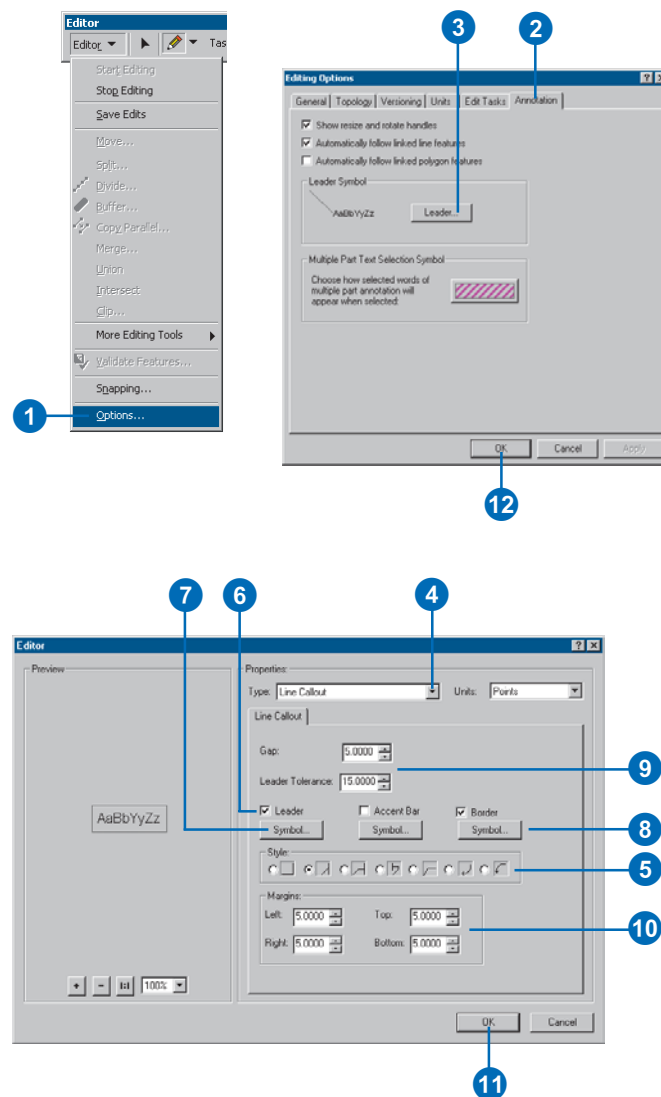 Editor
Editor Tas
Start Editing
Stop Editing
Save Edits
Move...
Split...
Divide...
Buffer...
Copy Parallel...
Merge...
Union
Intersect
Clip...
More Editing Tools
Validate Features...
Snapping...
1 Options...
3 2
Editing Options
General Topology Versioning Units Edit Tasks Annotation
Show resize and rotate handles
Automatically follow linked line features
Automatically follow linked polygon features
Leader Symbol
AaBbYyZz Leader...
Multiple Part Text Selection Symbol
Choose how selected words of
multiple part annotation will
appear when selected:
OK Cancel Apply
12
7 6 4
Editor
Preview
AaBbYyZz
+ - 1:1 100%
Properties:
Type: Line Callout Units: Points
Line Callout
Gap: 5.0000
Leader Tolerance: 15.0000
9
Leader Accent Bar Border
Symbol... Symbol... Symbol... 8
Style:
5
Margins:
Left: 5.0000 Top: 5.0000
10
Right: 5.0000 Bottom: 5.0000
OK Cancel
11